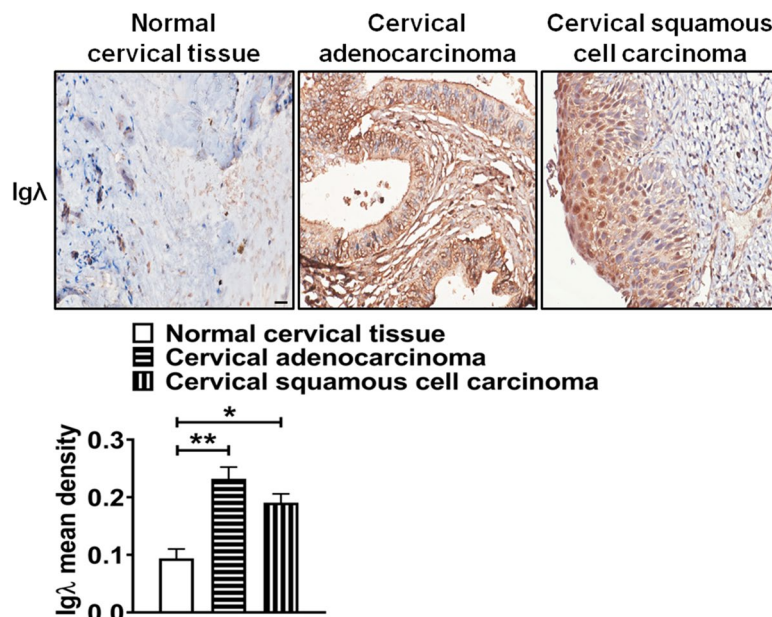 Normal
cervical tissue
Cervical
adenocarcinoma
Cervical squamous
cell carcinoma
Igλ
Normal cervical tissue
Cervical adenocarcinoma
Cervical squamous cell carcinoma
*
**
Igλ mean density
0.3
0.2
0.1
0.0